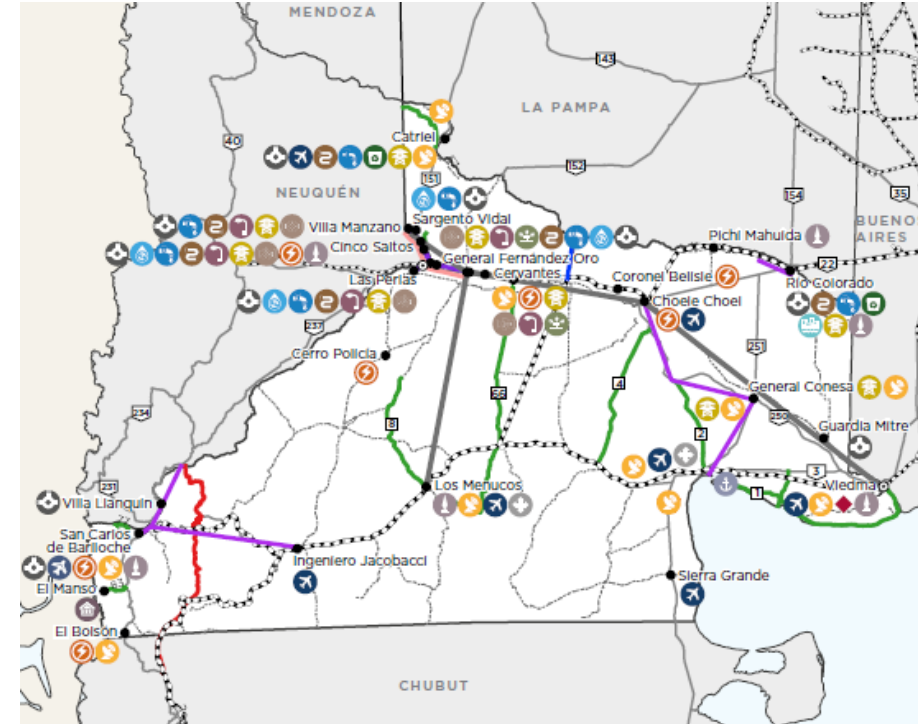 MENDOZA
143
LA PAMPA
Catriel
40
152
151
NEUQUÉN
154
35
Villa Manzano
Sargento Vidal
Pichi Mahuida
BUENOS
AIRES
Cinco Saltos
General Fernández Oro
22
Las Perlas
Cervantes
Coronel Belisle
Río Colorado
Choele Choel
237
251
Cerro Policía
General Conesa
4
56
8
234
2
250
Guardia Mitre
231
Los Menucos
3
Viedma
1
Villa Llanquín
San Carlos
de Bariloche
Ingeniero Jacobacci
Sierra Grande
El Manso
83
El Bolsón
CHUBUT